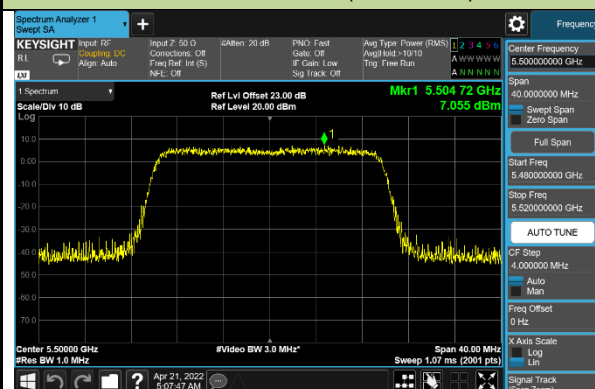 Spectrum Analyzer 1
Swept SA
+
Frequency
KEYSIGHT
RL
LXI
Input: RF
Coupling: DC
Align: Auto
Input Z: 50 Ω
Corrections: Off
Freq Ref: Int (S)
NFE: Off
#Atten: 20 dB
PNO: Fast
Gate: Off
IF Gain: Low
Sig Track: Off
Avg Type: Power (RMS)
Avg|Hold:>10/10
Trig: Free Run
1 2 3 4 5 6
A W W W W W
A N N N N N
1 Spectrum
Scale/Div 10 dB
Log
Ref Lvl Offset 23.00 dB
Ref Level 20.00 dBm
Mkr1 5.504 72 GHz
7.055 dBm
1
10.0
0.00
-10.0
-20.0
-30.0
-40.0
-50.0
-60.0
-70.0
Center 5.50000 GHz
#Res BW 1.0 MHz
#Video BW 3.0 MHz*
Span 40.00 MHz
Sweep 1.07 ms (2001 pts)
Center Frequency
5.500000000 GHz
Span
40.0000000 MHz
Swept Span
Zero Span
Full Span
Start Freq
5.480000000 GHz
Stop Freq
5.520000000 GHz
AUTO TUNE
CF Step
4.000000 MHz
Auto
Man
Freq Offset
0 Hz
X Axis Scale
Log
Lin
Signal Track
Apr 21, 2022
5:07:47 AM
?